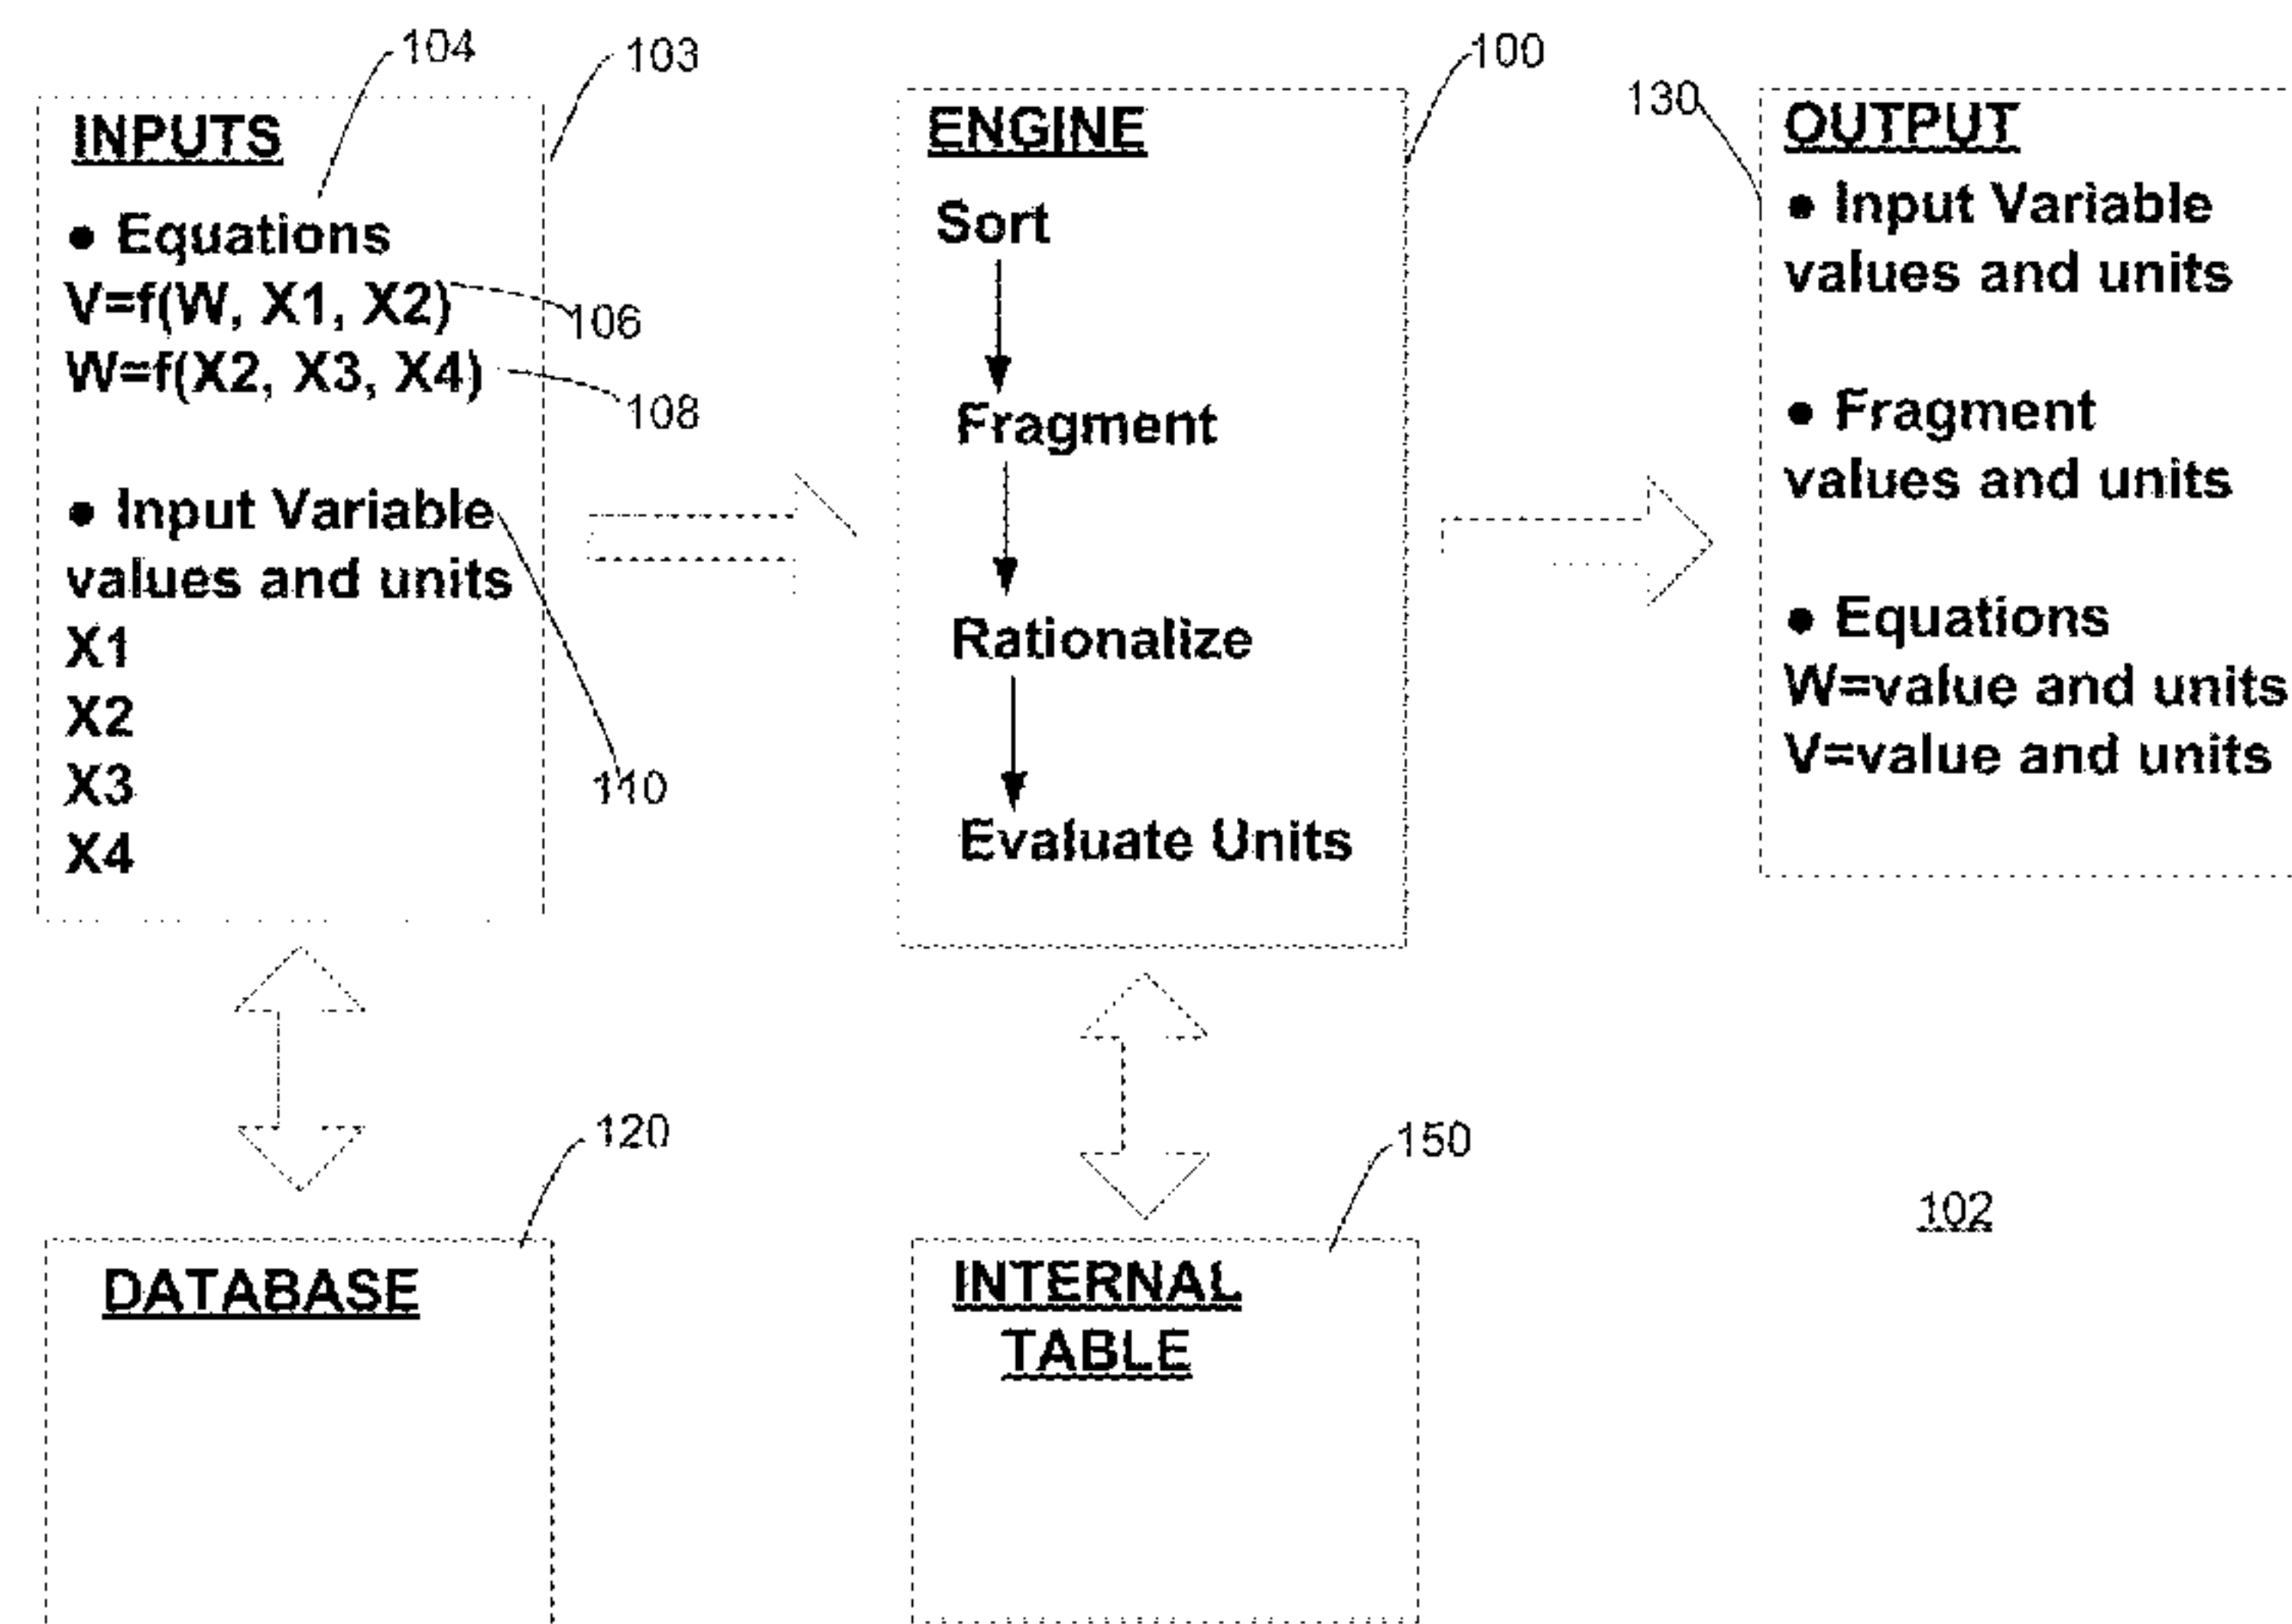 104
103
INPUTS
● Equations
V=f(W, X1, X2)
106
W=f(X2, X3, X4)
108
● Input Variable
values and units
X1
X2
X3
X4
110
100
ENGINE
Sort
Fragment
Rationalize
Evaluate Units
130
OUTPUT
● Input Variable
values and units
● Fragment
values and units
● Equations
W=value and units
V=value and units
120
DATABASE
150
INTERNAL
TABLE
102